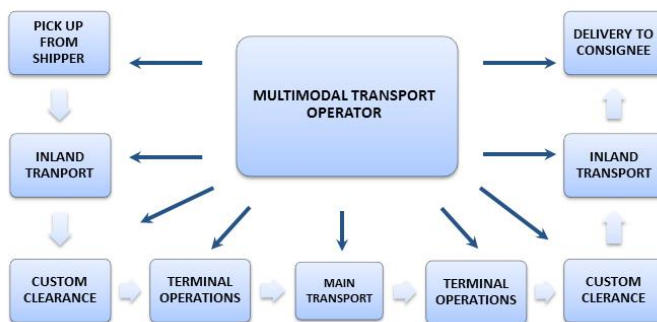 PICK UP
FROM
SHIPPER
MULTIMODAL TRANSPORT
OPERATOR
DELIVERY TO
CONSIGNEE
INLAND
TRANPORT
INLAND
TRANSPORT
CUSTOM
CLEARANCE
TERMINAL
OPERATIONS
MAIN
TRANSPORT
TERMINAL
OPERATIONS
CUSTOM
CLERANCE